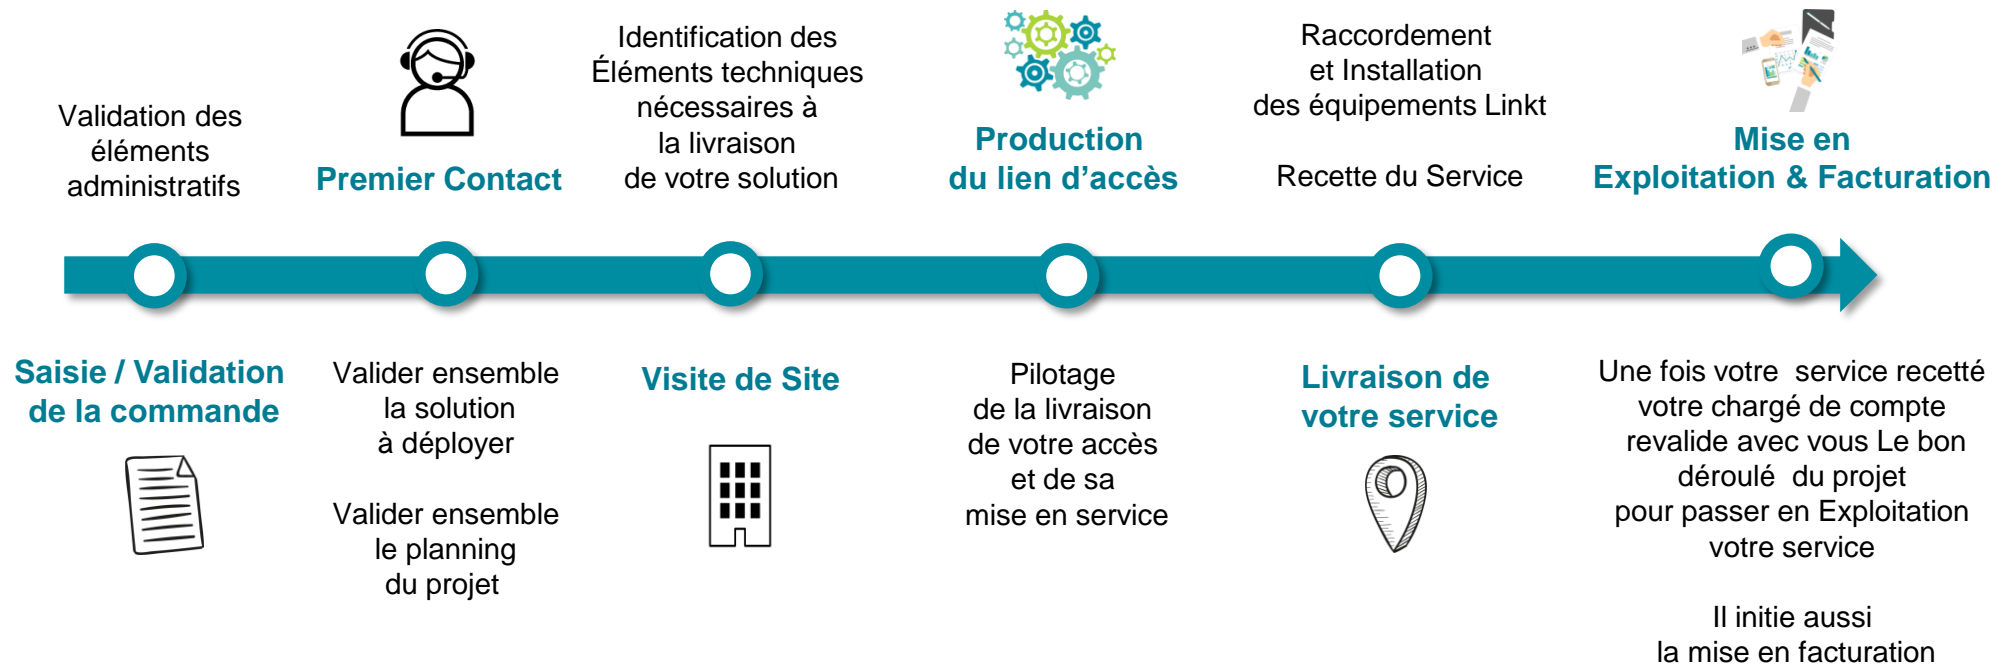 Validation des
éléments
administratifs
Saisie / Validation
de la commande
Premier Contact
Valider ensemble
la solution
à déployer
Valider ensemble
le planning
du projet
Identification des
Éléments techniques
nécessaires à
la livraison
de votre solution
Visite de Site
Production
du lien d’accès
Pilotage
de la livraison
de votre accès
et de sa
mise en service
Raccordement
et Installation
des équipements Linkt
Recette du Service
Livraison de
votre service
Mise en
Exploitation & Facturation
Une fois votre service recetté
votre chargé de compte
revalide avec vous Le bon
déroulé du projet
pour passer en Exploitation
votre service
Il initie aussi
la mise en facturation